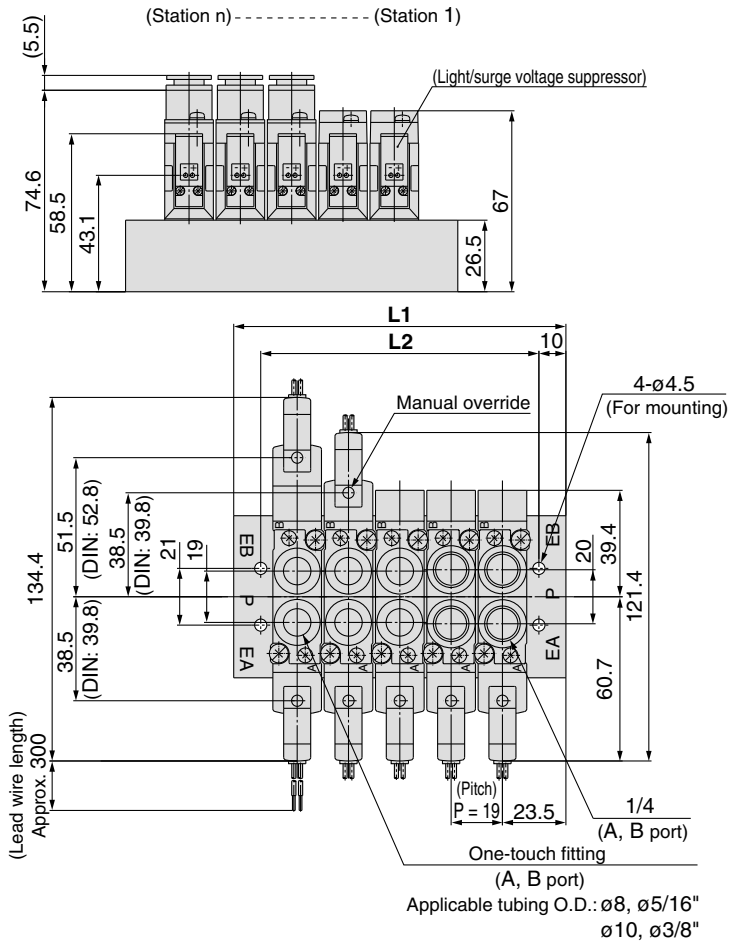 (Station n)
(Station 1)
(5.5)
(Light/surge voltage suppressor)
74.6
58.5
43.1
67
26.5
L1
L2
10
4-ø4.5
(For mounting)
Manual override
134.4
51.5
(DIN: 52.8)
38.5
(DIN: 39.8)
21
19
B
B
B
B
B
EB
P
EA
EB
P
EA
20
39.4
121.4
60.7
38.5
(DIN: 39.8)
A
A
A
A
A
(Lead wire length)
Approx. 300
(Pitch)
P = 19
23.5
1/4
(A, B port)
One-touch fitting
(A, B port)
Applicable tubing O.D.: ø8, ø5/16"
ø10, ø3/8"